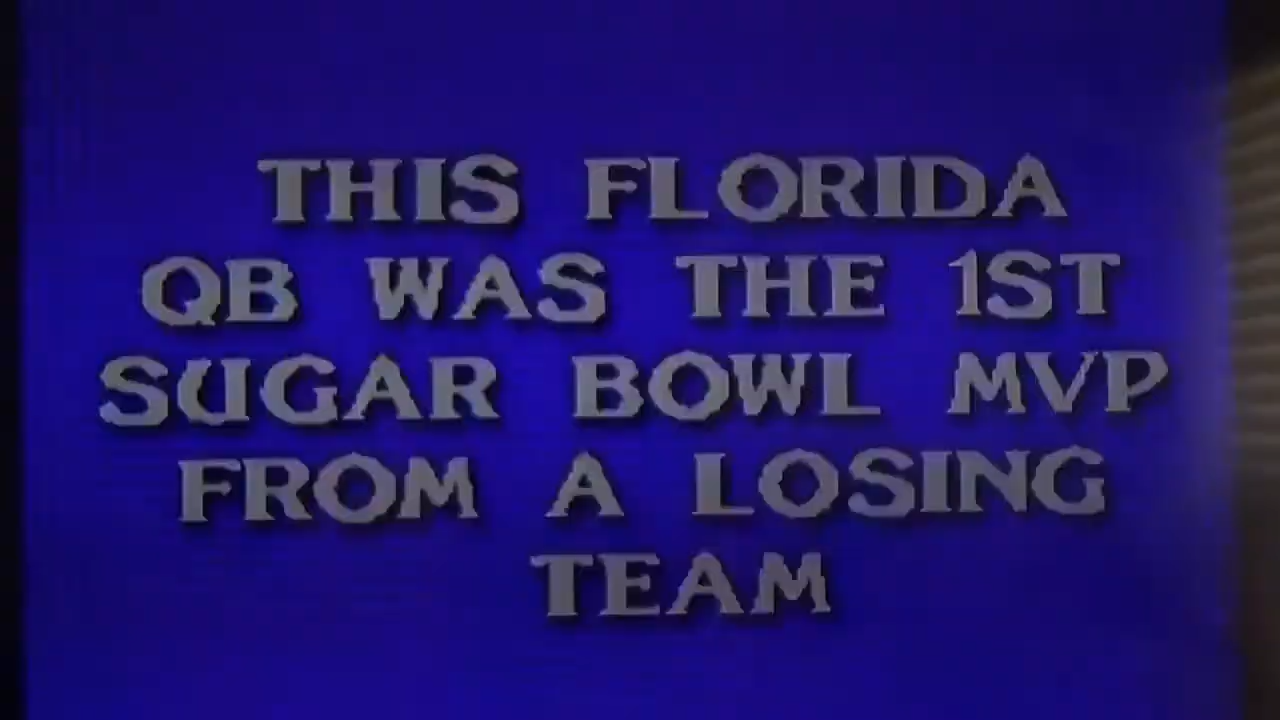 THIS FLORIDA
QB WAS THE 1ST
SUGAR BOWL MVP
FROM A LOSING
TEAM